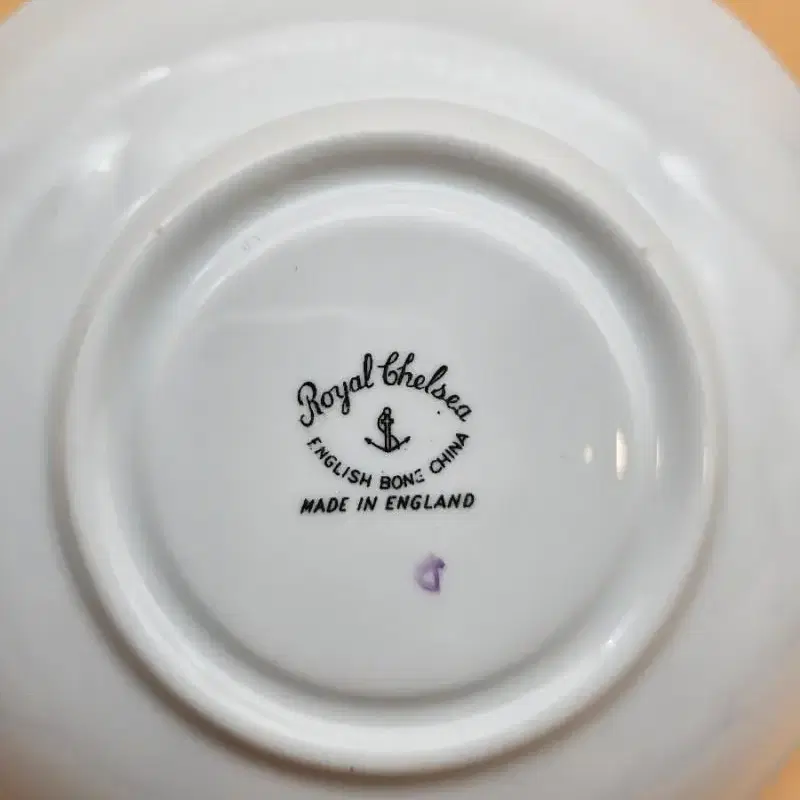 Royal Chelsea
ENGLISH BONE CHINA
MADE IN ENGLAND